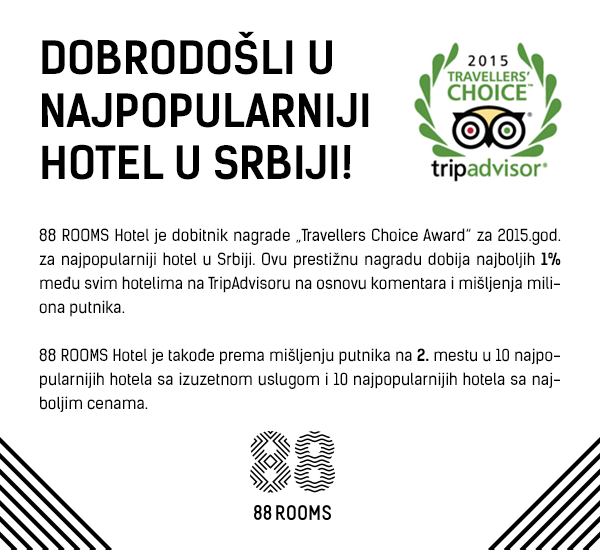 DOBRODOŠLI U
NAJPOPULARNIJI
HOTEL U SRBIJI!
2015
TRAVELLERS'
CHOICE™
tripadvisor®
88 ROOMS Hotel je dobitnik nagrade „Travellers Choice Award“ za 2015.god.
za najpopularniji hotel u Srbiji. Ovu prestižnu nagradu dobija najboljih 1%
među svim hotelima na TripAdvisoru na osnovu komentara i mišljenja mili-
ona putnika.
88 ROOMS Hotel je takođe prema mišljenju putnika na 2. mestu u 10 najpo-
pularnijih hotela sa izuzetnom uslugom i 10 najpopularnijih hotela sa naj-
boljim cenama.
88
88 ROOMS